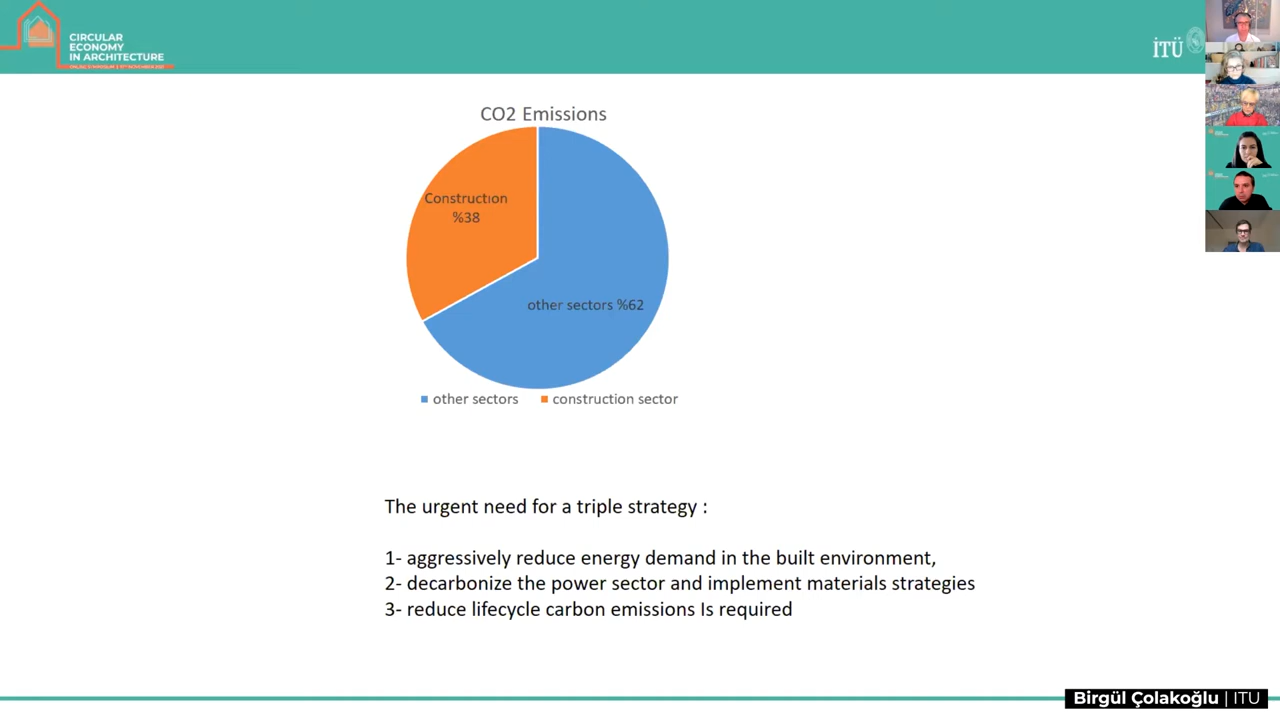 CIRCULAR
ECONOMY
IN ARCHITECTURE
İTÜ
CO2 Emissions
Construction
%38
other sectors %62
other sectors
construction sector
The urgent need for a triple strategy :
1- aggressively reduce energy demand in the built environment,
2- decarbonize the power sector and implement materials strategies
3- reduce lifecycle carbon emissions Is required
Birgül Çolakoğlu | ITU